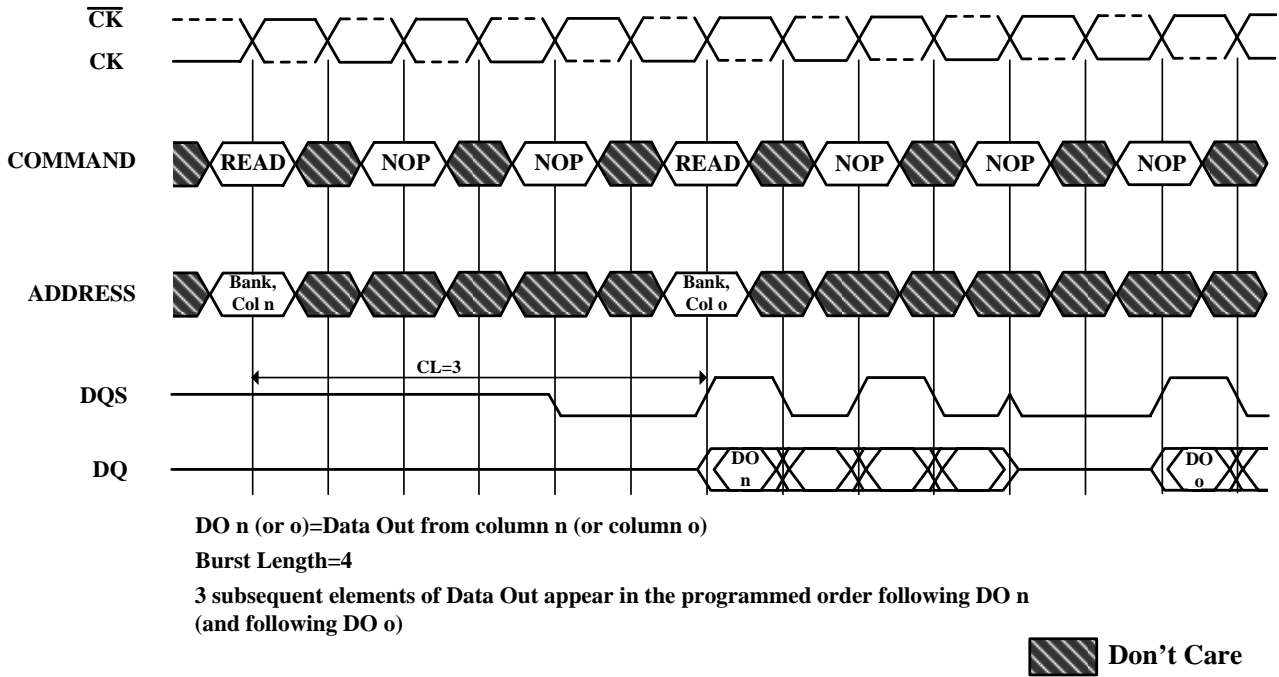 C̅K̅
CK
COMMAND READ NOP NOP READ NOP NOP NOP
ADDRESS Bank, Col n Bank, Col o
CL=3
DQS
DQ DO n DO o
DO n (or o)=Data Out from column n (or column o)
Burst Length=4
3 subsequent elements of Data Out appear in the programmed order following DO n
(and following DO o)
Don't Care